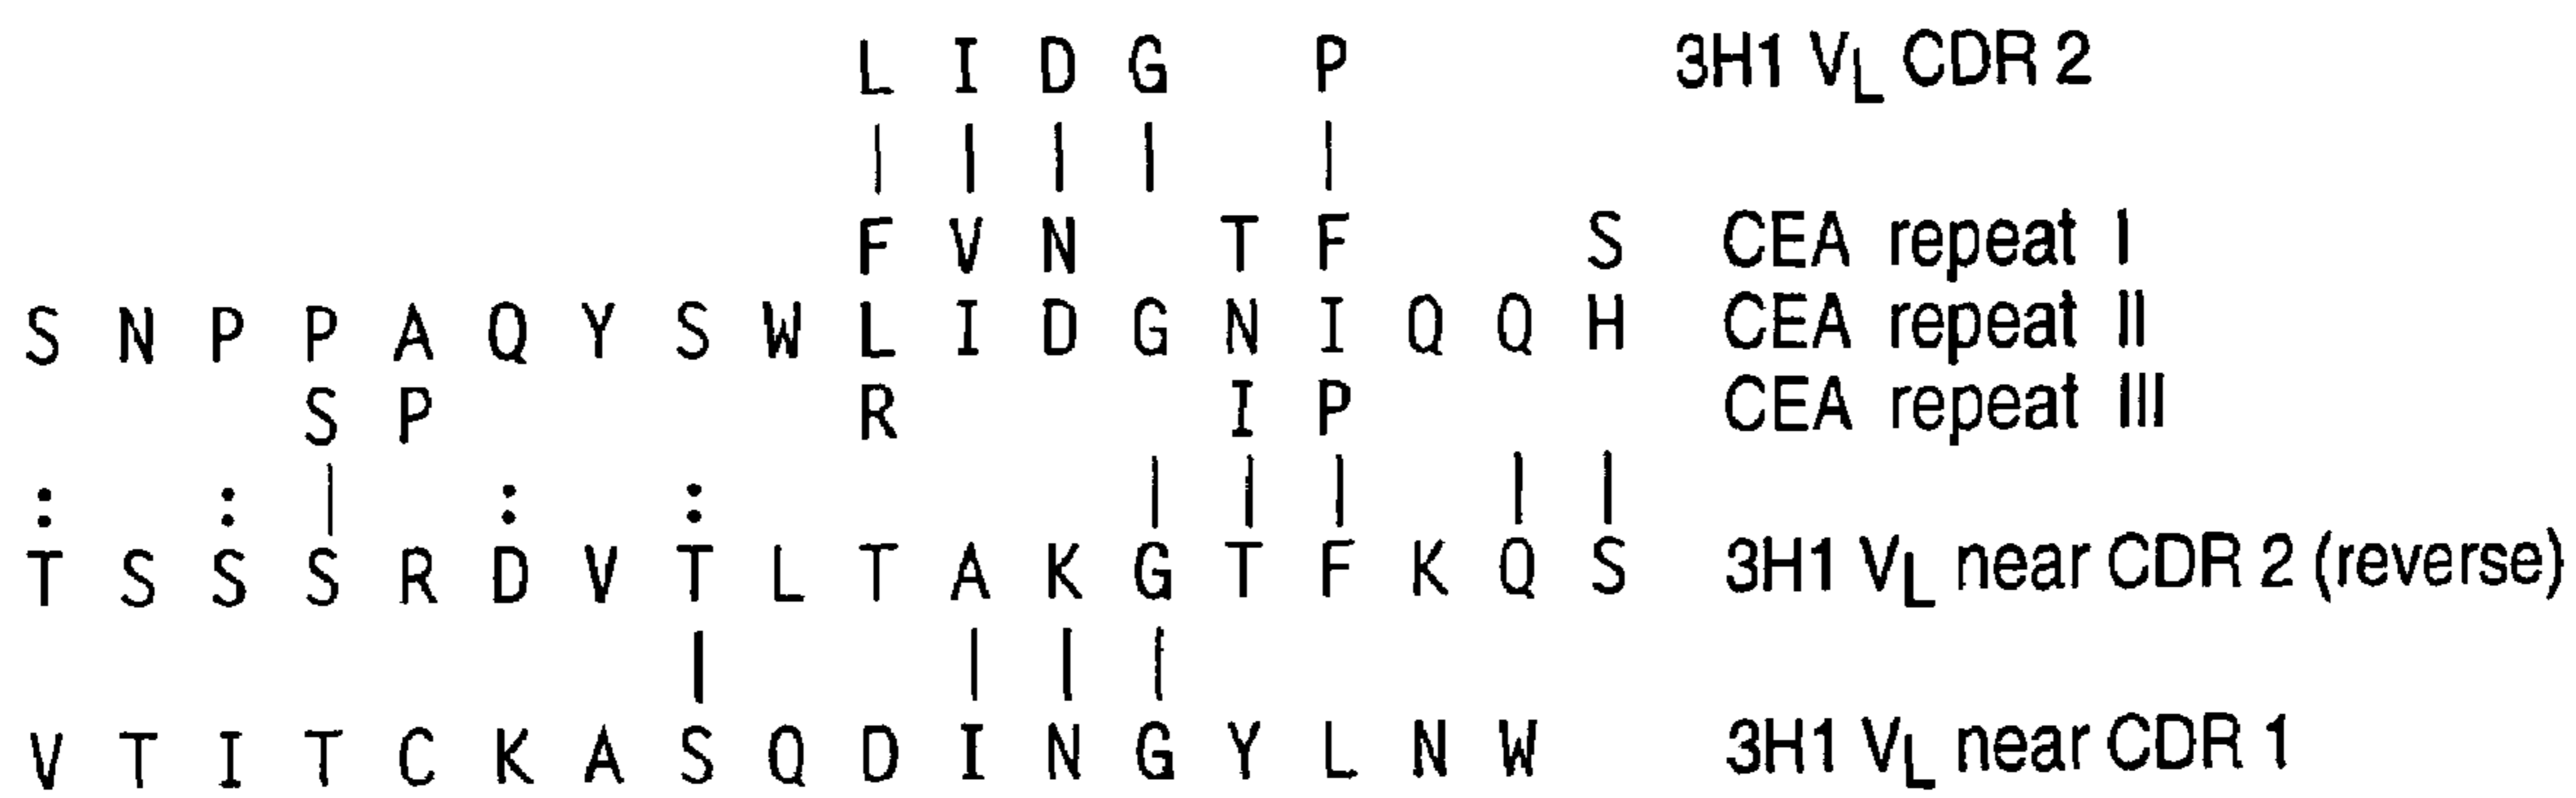 L I D G P 3H1 VL CDR 2
| | | | |
F V N T F S CEA repeat I
S N P P A Q Y S W L I D G N I Q Q H CEA repeat II
S P R I P CEA repeat III
: : | : : | | | | |
T S S S R D V T L T A K G T F K Q S 3H1 VL near CDR 2 (reverse)
| | | |
V T I T C K A S Q D I N G Y L N W 3H1 VL near CDR 1